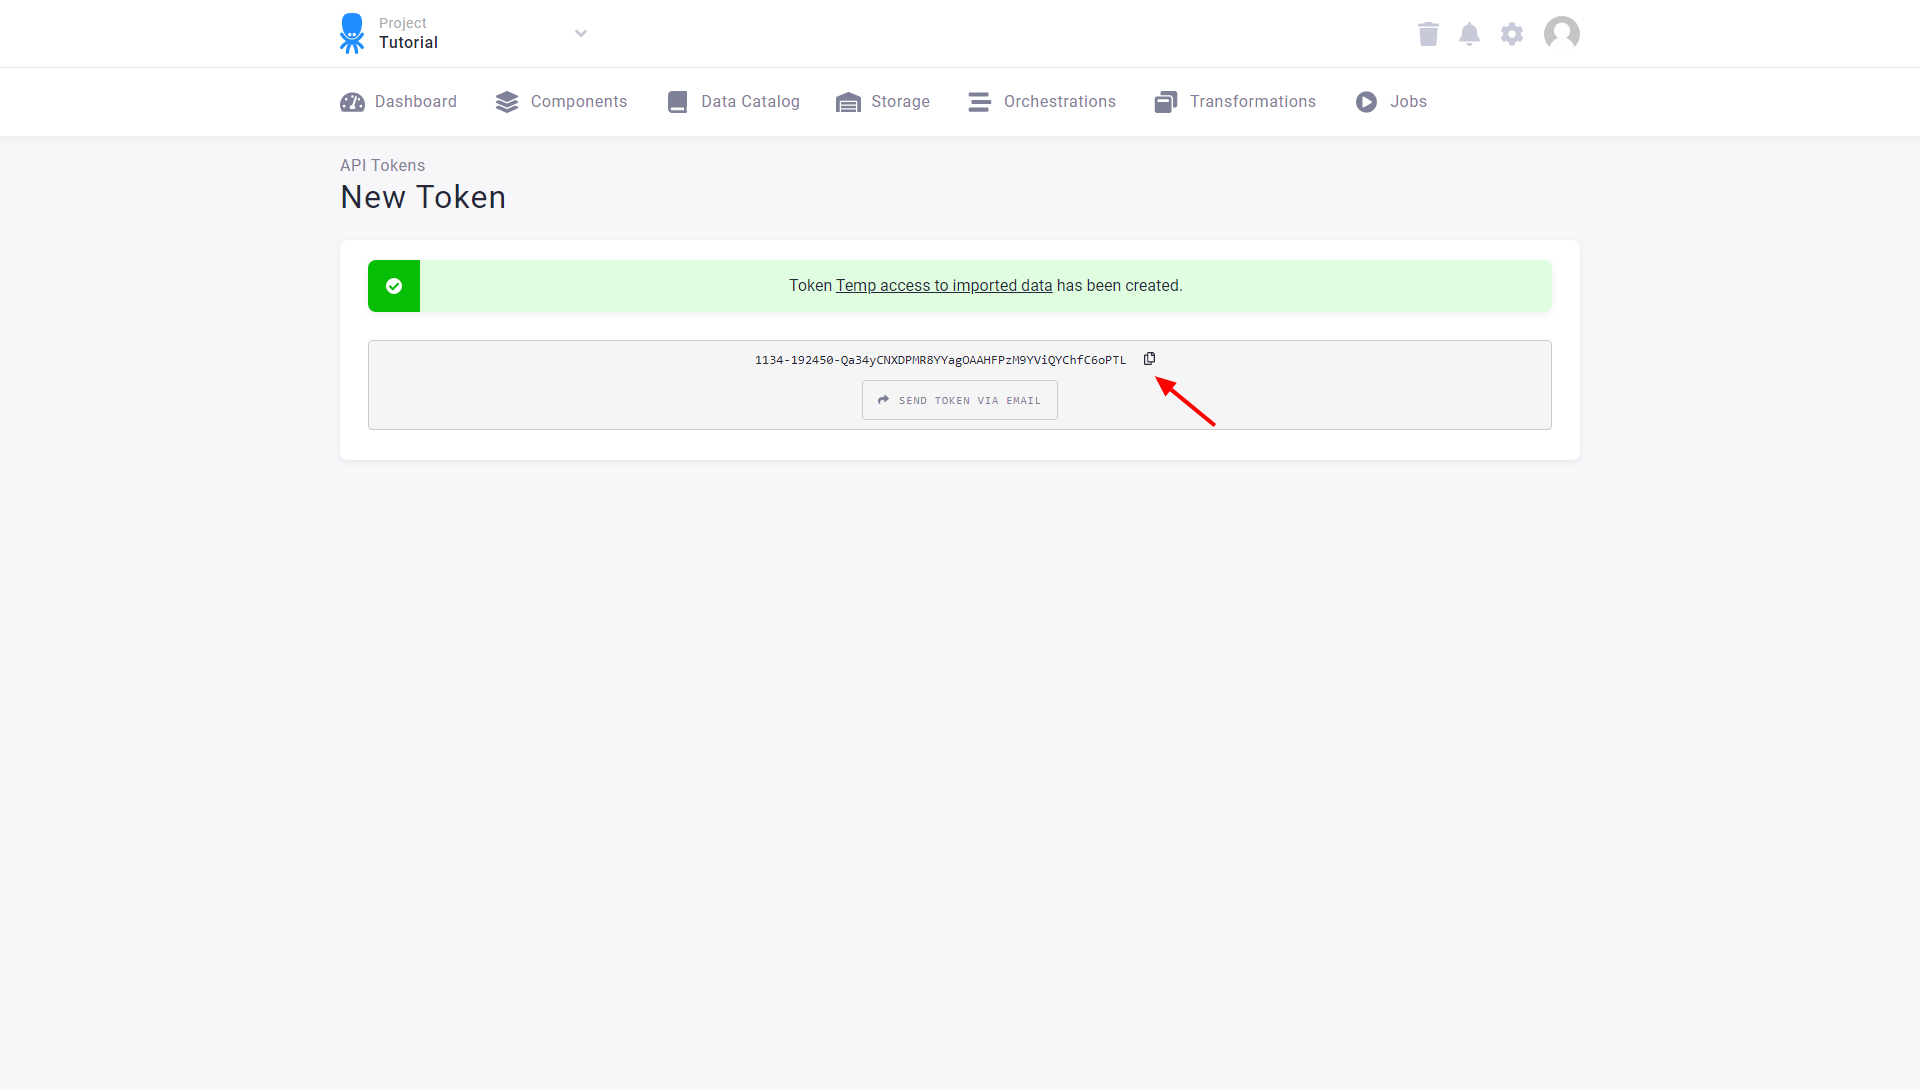 Project
Tutorial
Dashboard
Components
Data Catalog
Storage
Orchestrations
Transformations
Jobs
API Tokens
New Token
Token Temp access to imported data has been created.
1134-192450-Qa34yCNXDPMR8YYagOAAHFPzM9YViQYChfC6oPTL
SEND TOKEN VIA EMAIL